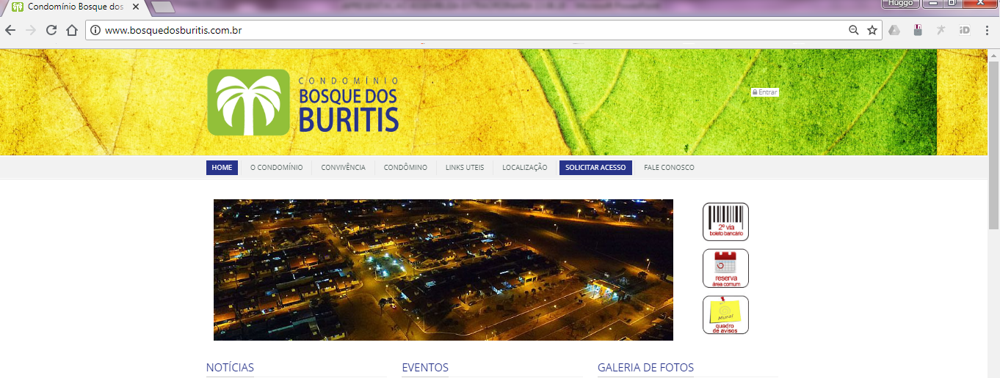 Huggo
Condomínio Bosque dos
www.bosquedosburitis.com.br
iD
CONDOMÍNIO
BOSQUE DOS
BURITIS
Entrar
HOME O CONDOMÍNIO CONVIVÊNCIA CONDÔMINO LINKS UTEIS LOCALIZAÇÃO SOLICITAR ACESSO FALE CONOSCO
2ª via
boleto bancário
reserva
área comum
Mural
quadro
de avisos
NOTÍCIAS EVENTOS GALERIA DE FOTOS